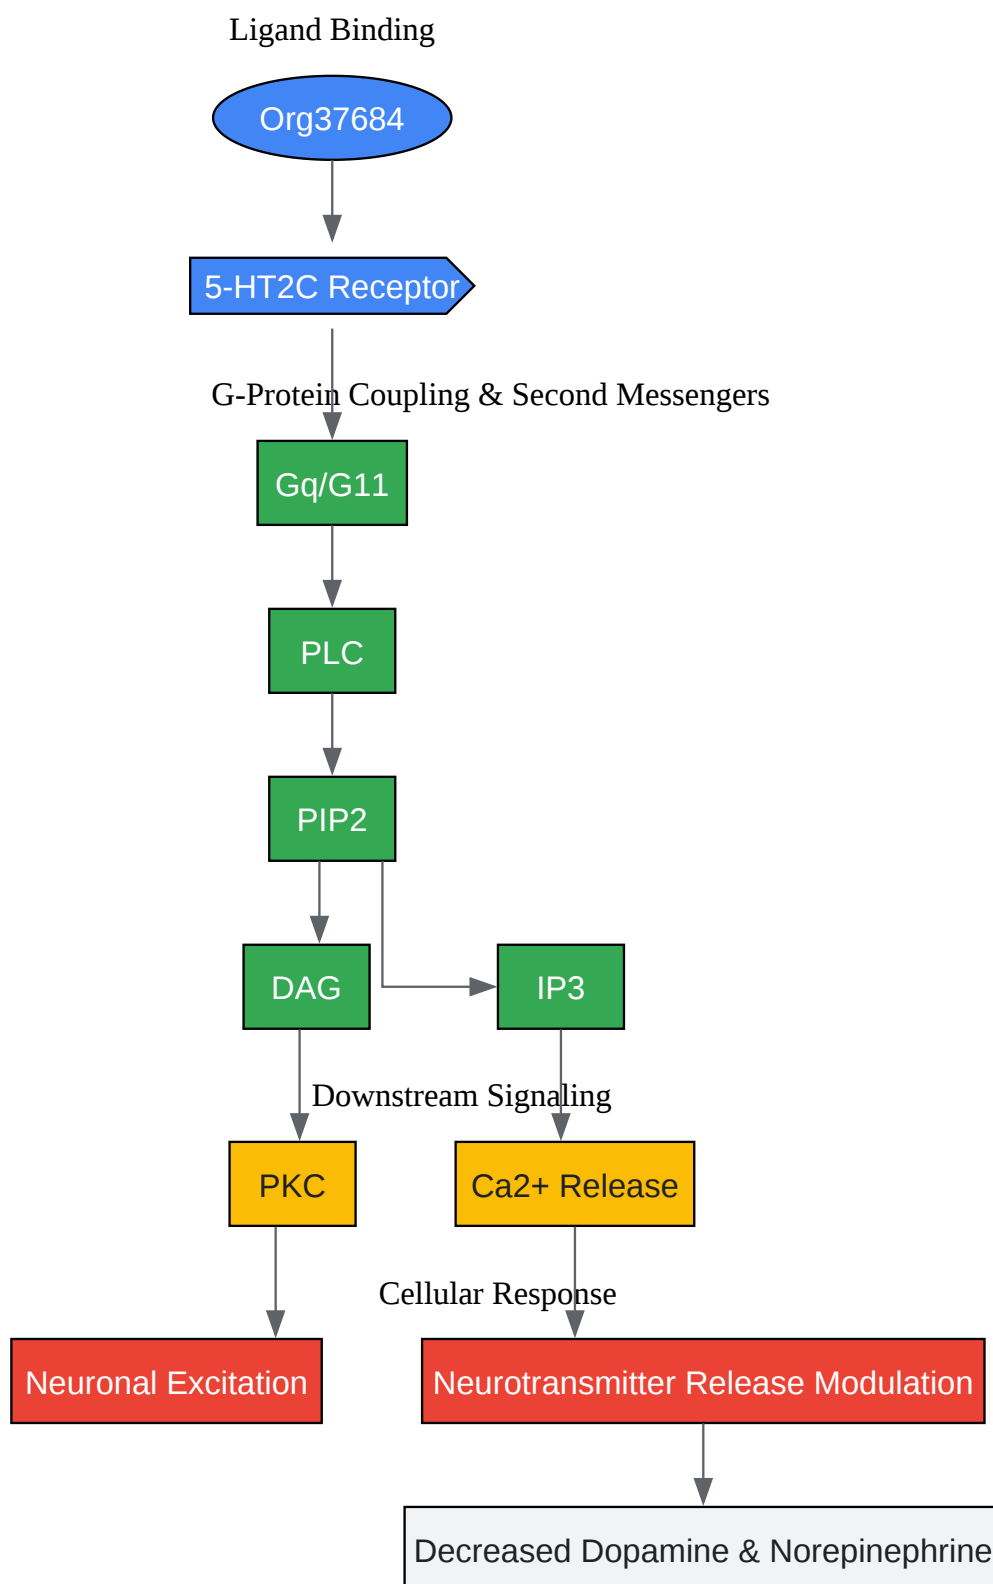 Ligand Binding
Org37684
5-HT2C Receptor
G-Protein Coupling & Second Messengers
Gq/G11
PLC
PIP2
DAG
IP3
Downstream Signaling
PKC
Ca2+ Release
Cellular Response
Neuronal Excitation
Neurotransmitter Release Modulation
Decreased Dopamine & Norepinephrine